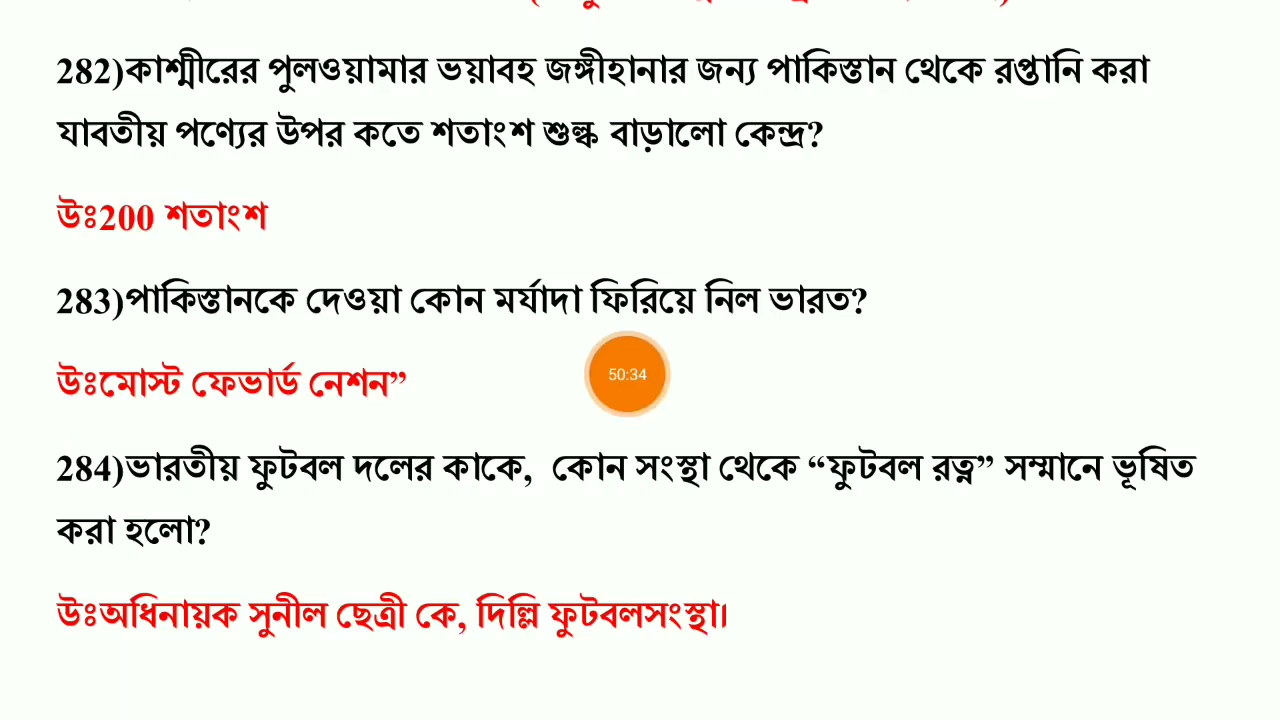 282)কাশ্মীরের পুলওয়ামার ভয়াবহ জঙ্গীহানার জন্য পাকিস্তান থেকে রপ্তানি করা
যাবতীয় পণ্যের উপর কতে শতাংশ শুল্ক বাড়ালো কেন্দ্র?
উঃ200 শতাংশ
283)পাকিস্তানকে দেওয়া কোন মর্যাদা ফিরিয়ে নিল ভারত?
উঃমোস্ট ফেভার্ড নেশন”
50:34
284)ভারতীয় ফুটবল দলের কাকে, কোন সংস্থা থেকে “ফুটবল রত্ন” সম্মানে ভূষিত
করা হলো?
উঃঅধিনায়ক সুনীল ছেত্রী কে, দিল্লি ফুটবলসংস্থা।